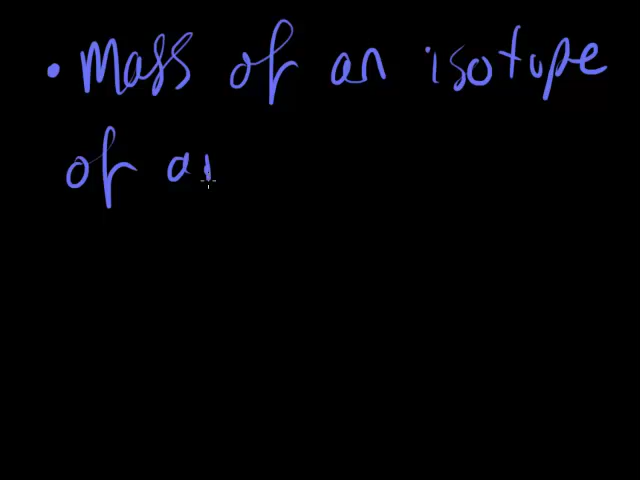 • Mass of an isotope
of a